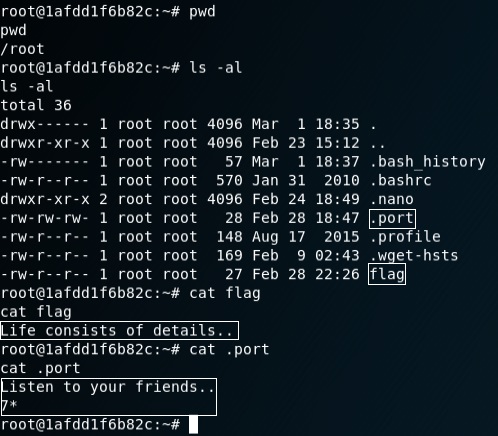 root@1afdd1f6b82c:~# pwd
pwd
/root
root@1afdd1f6b82c:~# ls -al
ls -al
total 36
drwx------ 1 root root 4096 Mar  1 18:35 .
drwxr-xr-x 1 root root 4096 Feb 23 15:12 ..
-rw------- 1 root root   57 Mar  1 18:37 .bash_history
-rw-r--r-- 1 root root  570 Jan 31  2010 .bashrc
drwxr-xr-x 2 root root 4096 Feb 24 18:49 .nano
-rw-rw-rw- 1 root root   28 Feb 28 18:47 .port
-rw-r--r-- 1 root root  148 Aug 17  2015 .profile
-rw-r--r-- 1 root root  169 Feb  9 02:43 .wget-hsts
-rw-r--r-- 1 root root   27 Feb 28 22:26 flag
root@1afdd1f6b82c:~# cat flag
cat flag
Life consists of details..
root@1afdd1f6b82c:~# cat .port
cat .port
Listen to your friends..
7*
root@1afdd1f6b82c:~#